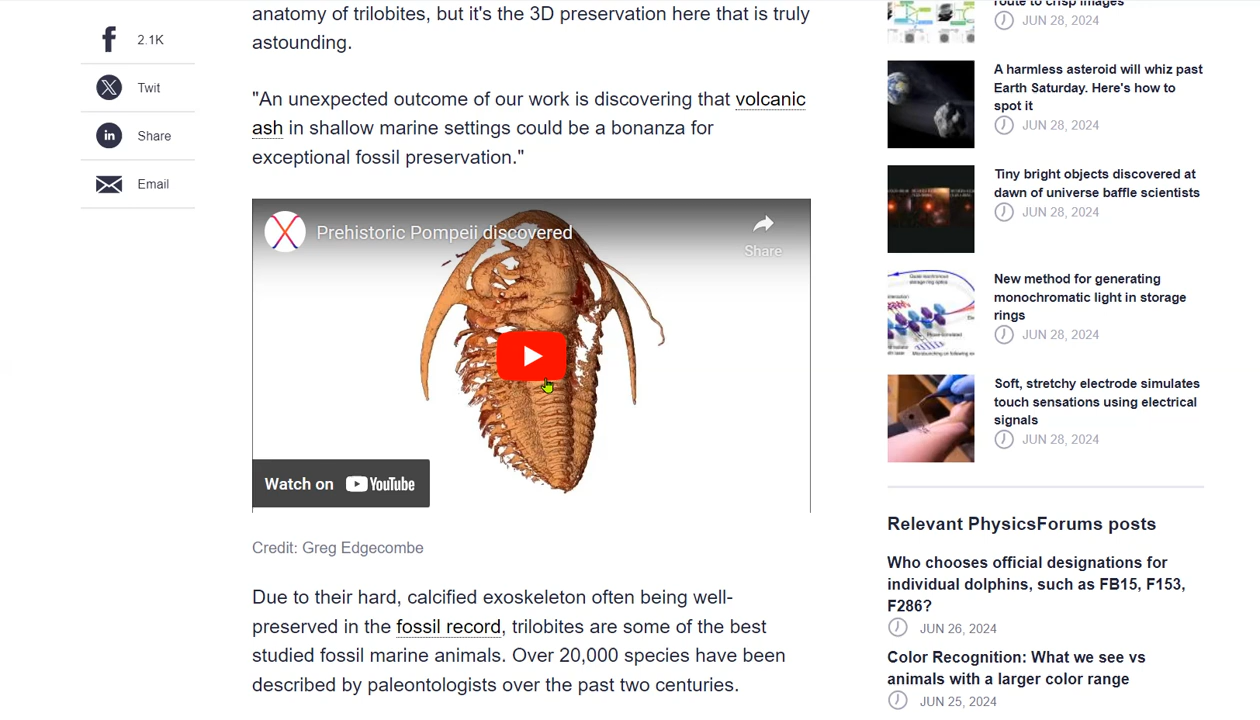 anatomy of trilobites, but it's the 3D preservation here that is truly
astounding.
2.1K
Twit
Share
Email
"An unexpected outcome of our work is discovering that volcanic
ash in shallow marine settings could be a bonanza for
exceptional fossil preservation."
Prehistoric Pompeii discovered
Share
Watch on YouTube
Credit: Greg Edgecombe
Due to their hard, calcified exoskeleton often being well-
preserved in the fossil record, trilobites are some of the best
studied fossil marine animals. Over 20,000 species have been
described by paleontologists over the past two centuries.
route to crisp images
JUN 28, 2024
A harmless asteroid will whiz past
Earth Saturday. Here's how to
spot it
JUN 28, 2024
Tiny bright objects discovered at
dawn of universe baffle scientists
JUN 28, 2024
New method for generating
monochromatic light in storage
rings
JUN 28, 2024
Soft, stretchy electrode simulates
touch sensations using electrical
signals
JUN 28, 2024
Relevant PhysicsForums posts
Who chooses official designations for
individual dolphins, such as FB15, F153,
F286?
JUN 26, 2024
Color Recognition: What we see vs
animals with a larger color range
JUN 25, 2024